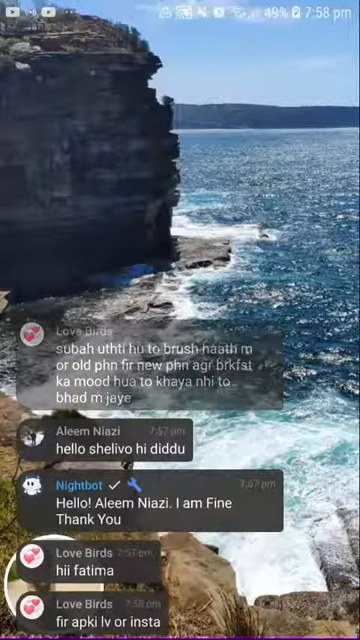 49% 7:58 pm
Love Birds
subah uthti hu to brush haath m
or old phn fir new phn agr brkfst
ka mood hua to khaya nhi to
bhad m jaye
Aleem Niazi 7:57 pm
hello shelivo hi diddu
Nightbot 7:57 pm
Hello! Aleem Niazi. I am Fine
Thank You
Love Birds 7:57 pm
hii fatima
Love Birds 7:58 pm
fir apki lv or insta